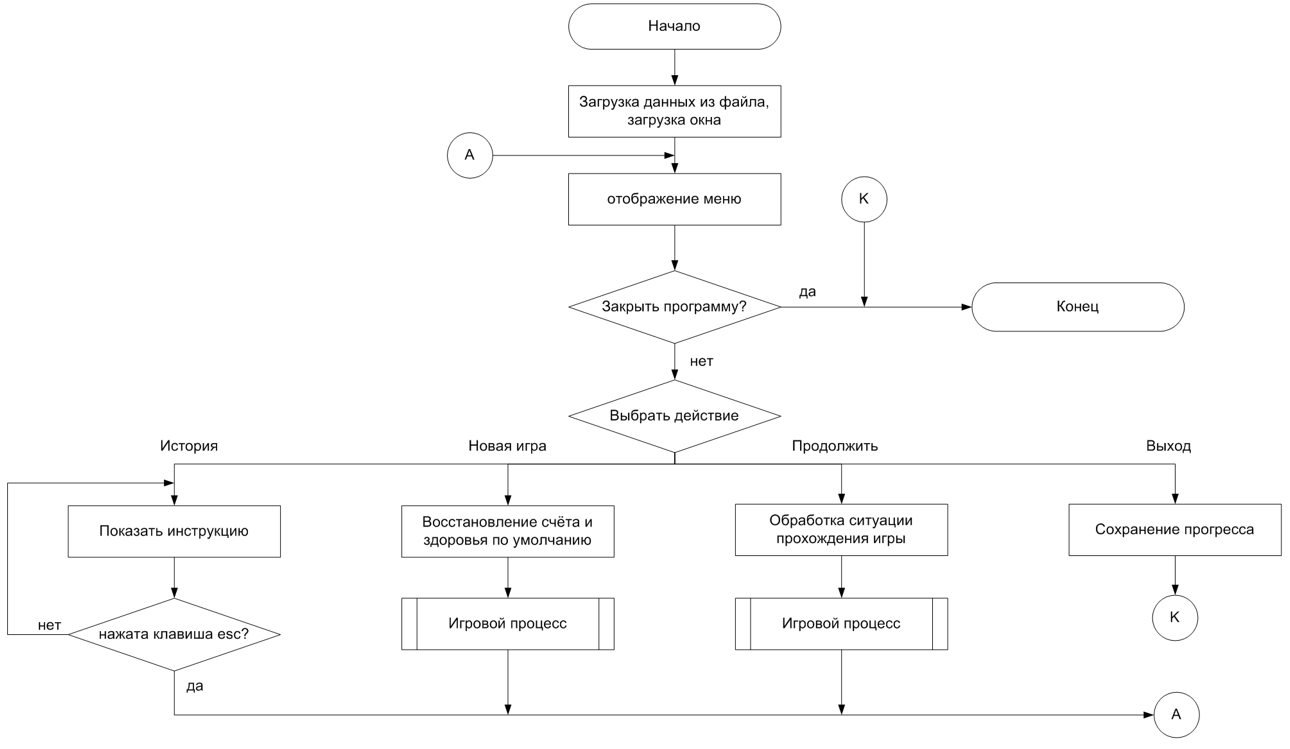 Начало
Загрузка данных из файла,
загрузка окна
А
отображение меню
К
Закрыть программу?
да
Конец
нет
Выбрать действие
История
Новая игра
Продолжить
Выход
Показать инструкцию
Восстановление счёта и
здоровья по умолчанию
Обработка ситуации
прохождения игры
Сохранение прогресса
нет
нажата клавиша esc?
Игровой процесс
Игровой процесс
К
да
А